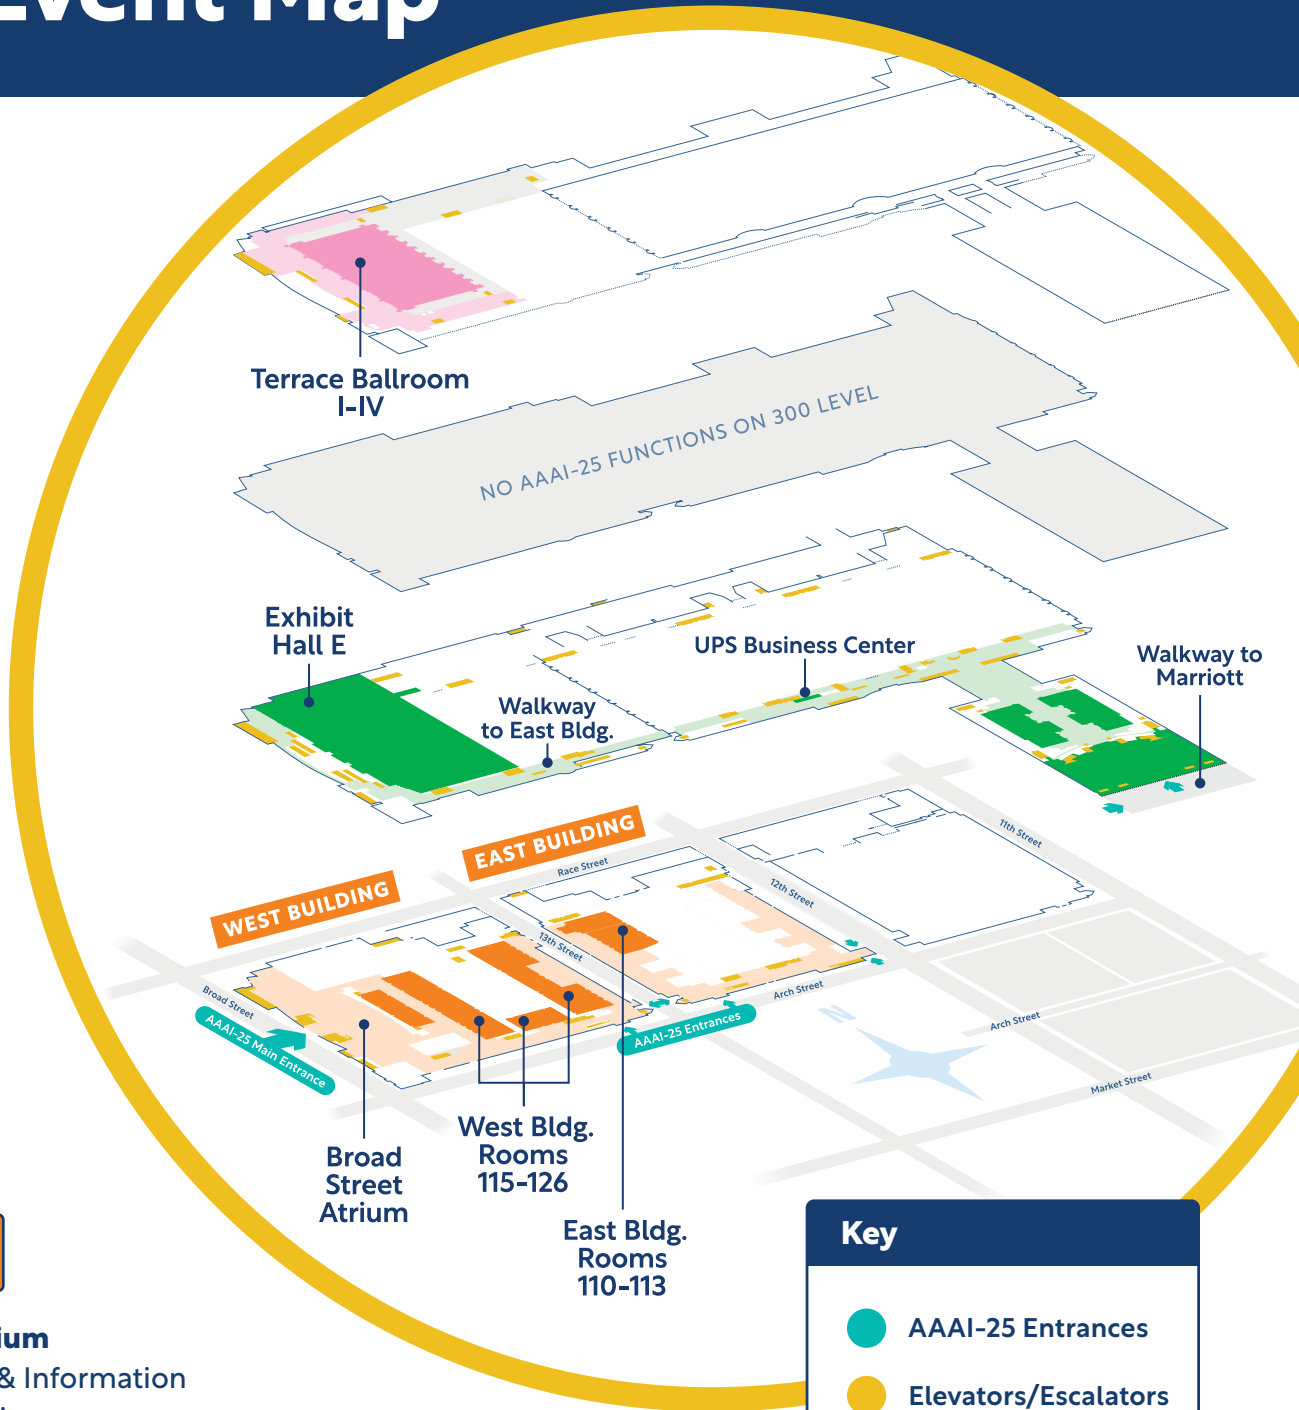 Event Map
Terrace Ballroom
I-IV
NO AAAI-25 FUNCTIONS ON 300 LEVEL
Exhibit
Hall E
UPS Business Center
Walkway to
Marriott
Walkway
to East Bldg.
EAST BUILDING
WEST BUILDING
Race Street
11th Street
12th Street
13th Street
Broad Street
AAAI-25 Main Entrance
Arch Street
AAAI-25 Entrances
N
Arch Street
Market Street
West Bldg.
Rooms
115-126
Broad
Street
Atrium
East Bldg.
Rooms
110-113
Key
AAAI-25 Entrances
Elevators/Escalators
ium
& Information